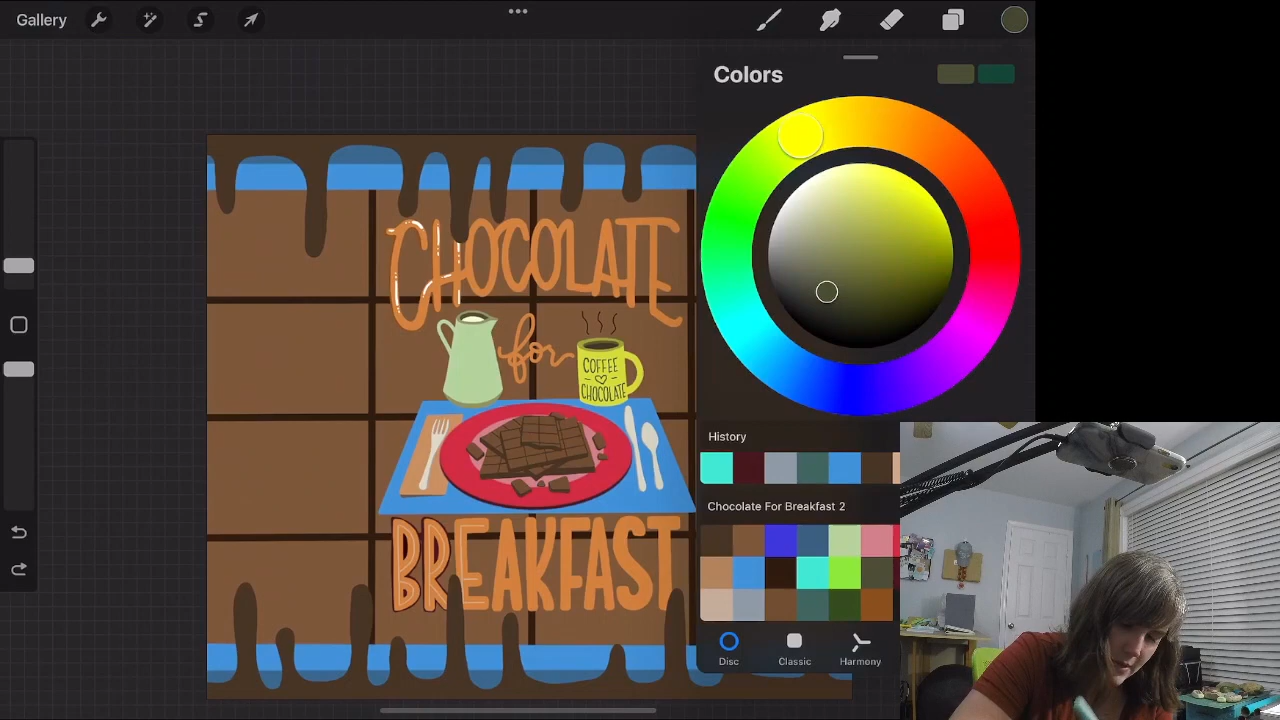 Gallery
Colors
CHOCOLATE
for
COFFEE
CHOCOLATE
BREAKFAST
History
Chocolate For Breakfast 2
Disc
Classic
Harmony